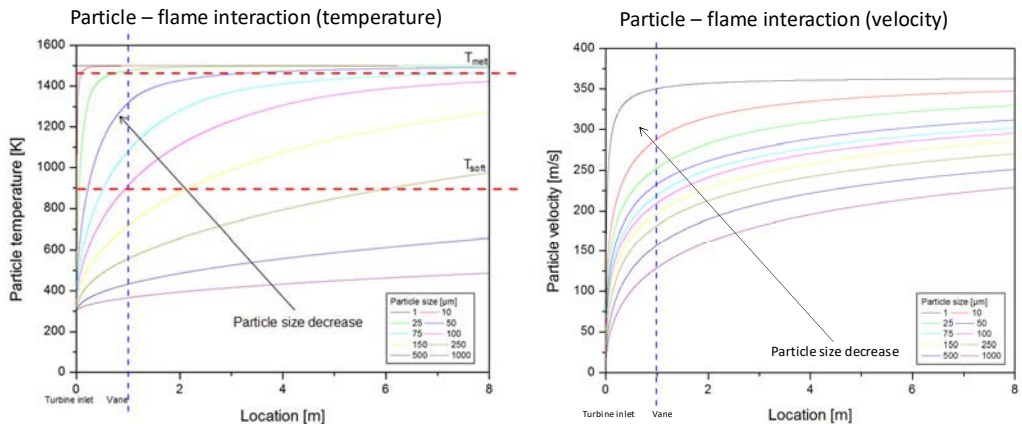 Particle – flame interaction (temperature)
1600
1400
1200
1000
800
600
400
200
0
Particle temperature [K]
T_melt
T_soft
Particle size decrease
Particle size [μm]
1 10
25 50
75 100
150 250
500 1000
0 2 4 6 8
Turbine inlet Vane
Location [m]
Particle – flame interaction (velocity)
400
350
300
250
200
150
100
50
0
Particle velocity [m/s]
Particle size [μm]
1 10
25 50
75 100
150 250
500 1000
Particle size decrease
0 2 4 6 8
Turbine inlet Vane
Location [m]